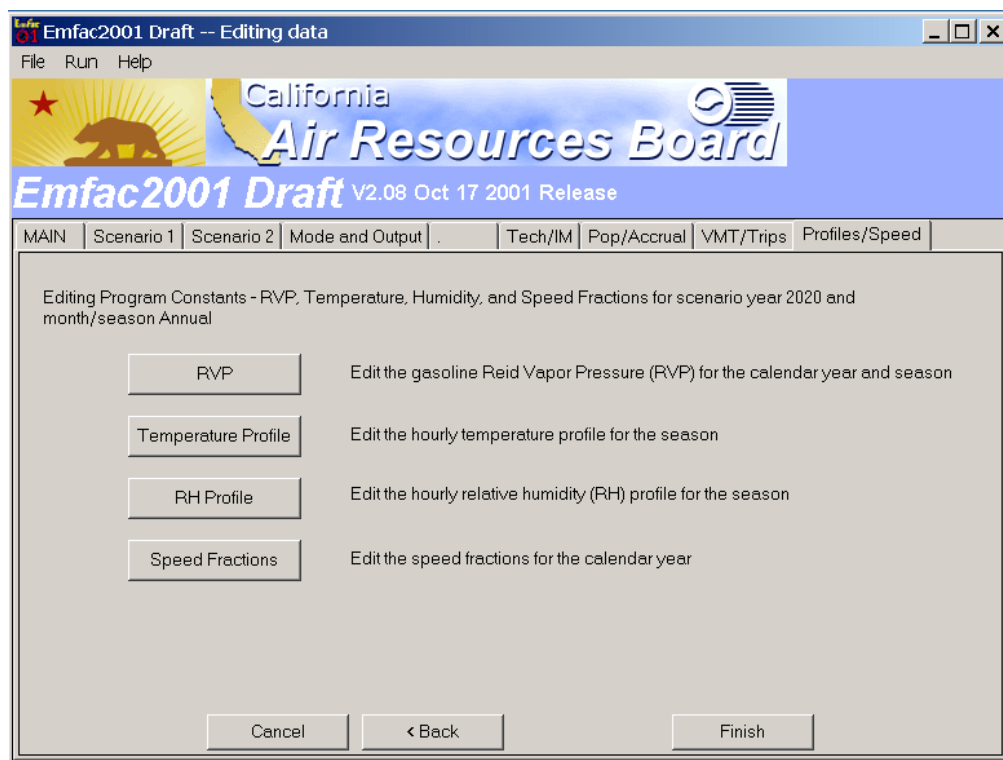 Emfac2001 Draft -- Editing data
File Run Help
California
Air Resources Board
Emfac2001 Draft V2.08 Oct 17 2001 Release
MAIN Scenario 1 Scenario 2 Mode and Output . Tech/IM Pop/Accrual VMT/Trips Profiles/Speed
Editing Program Constants - RVP, Temperature, Humidity, and Speed Fractions for scenario year 2020 and
month/season Annual
RVP Edit the gasoline Reid Vapor Pressure (RVP) for the calendar year and season
Temperature Profile Edit the hourly temperature profile for the season
RH Profile Edit the hourly relative humidity (RH) profile for the season
Speed Fractions Edit the speed fractions for the calendar year
Cancel < Back Finish